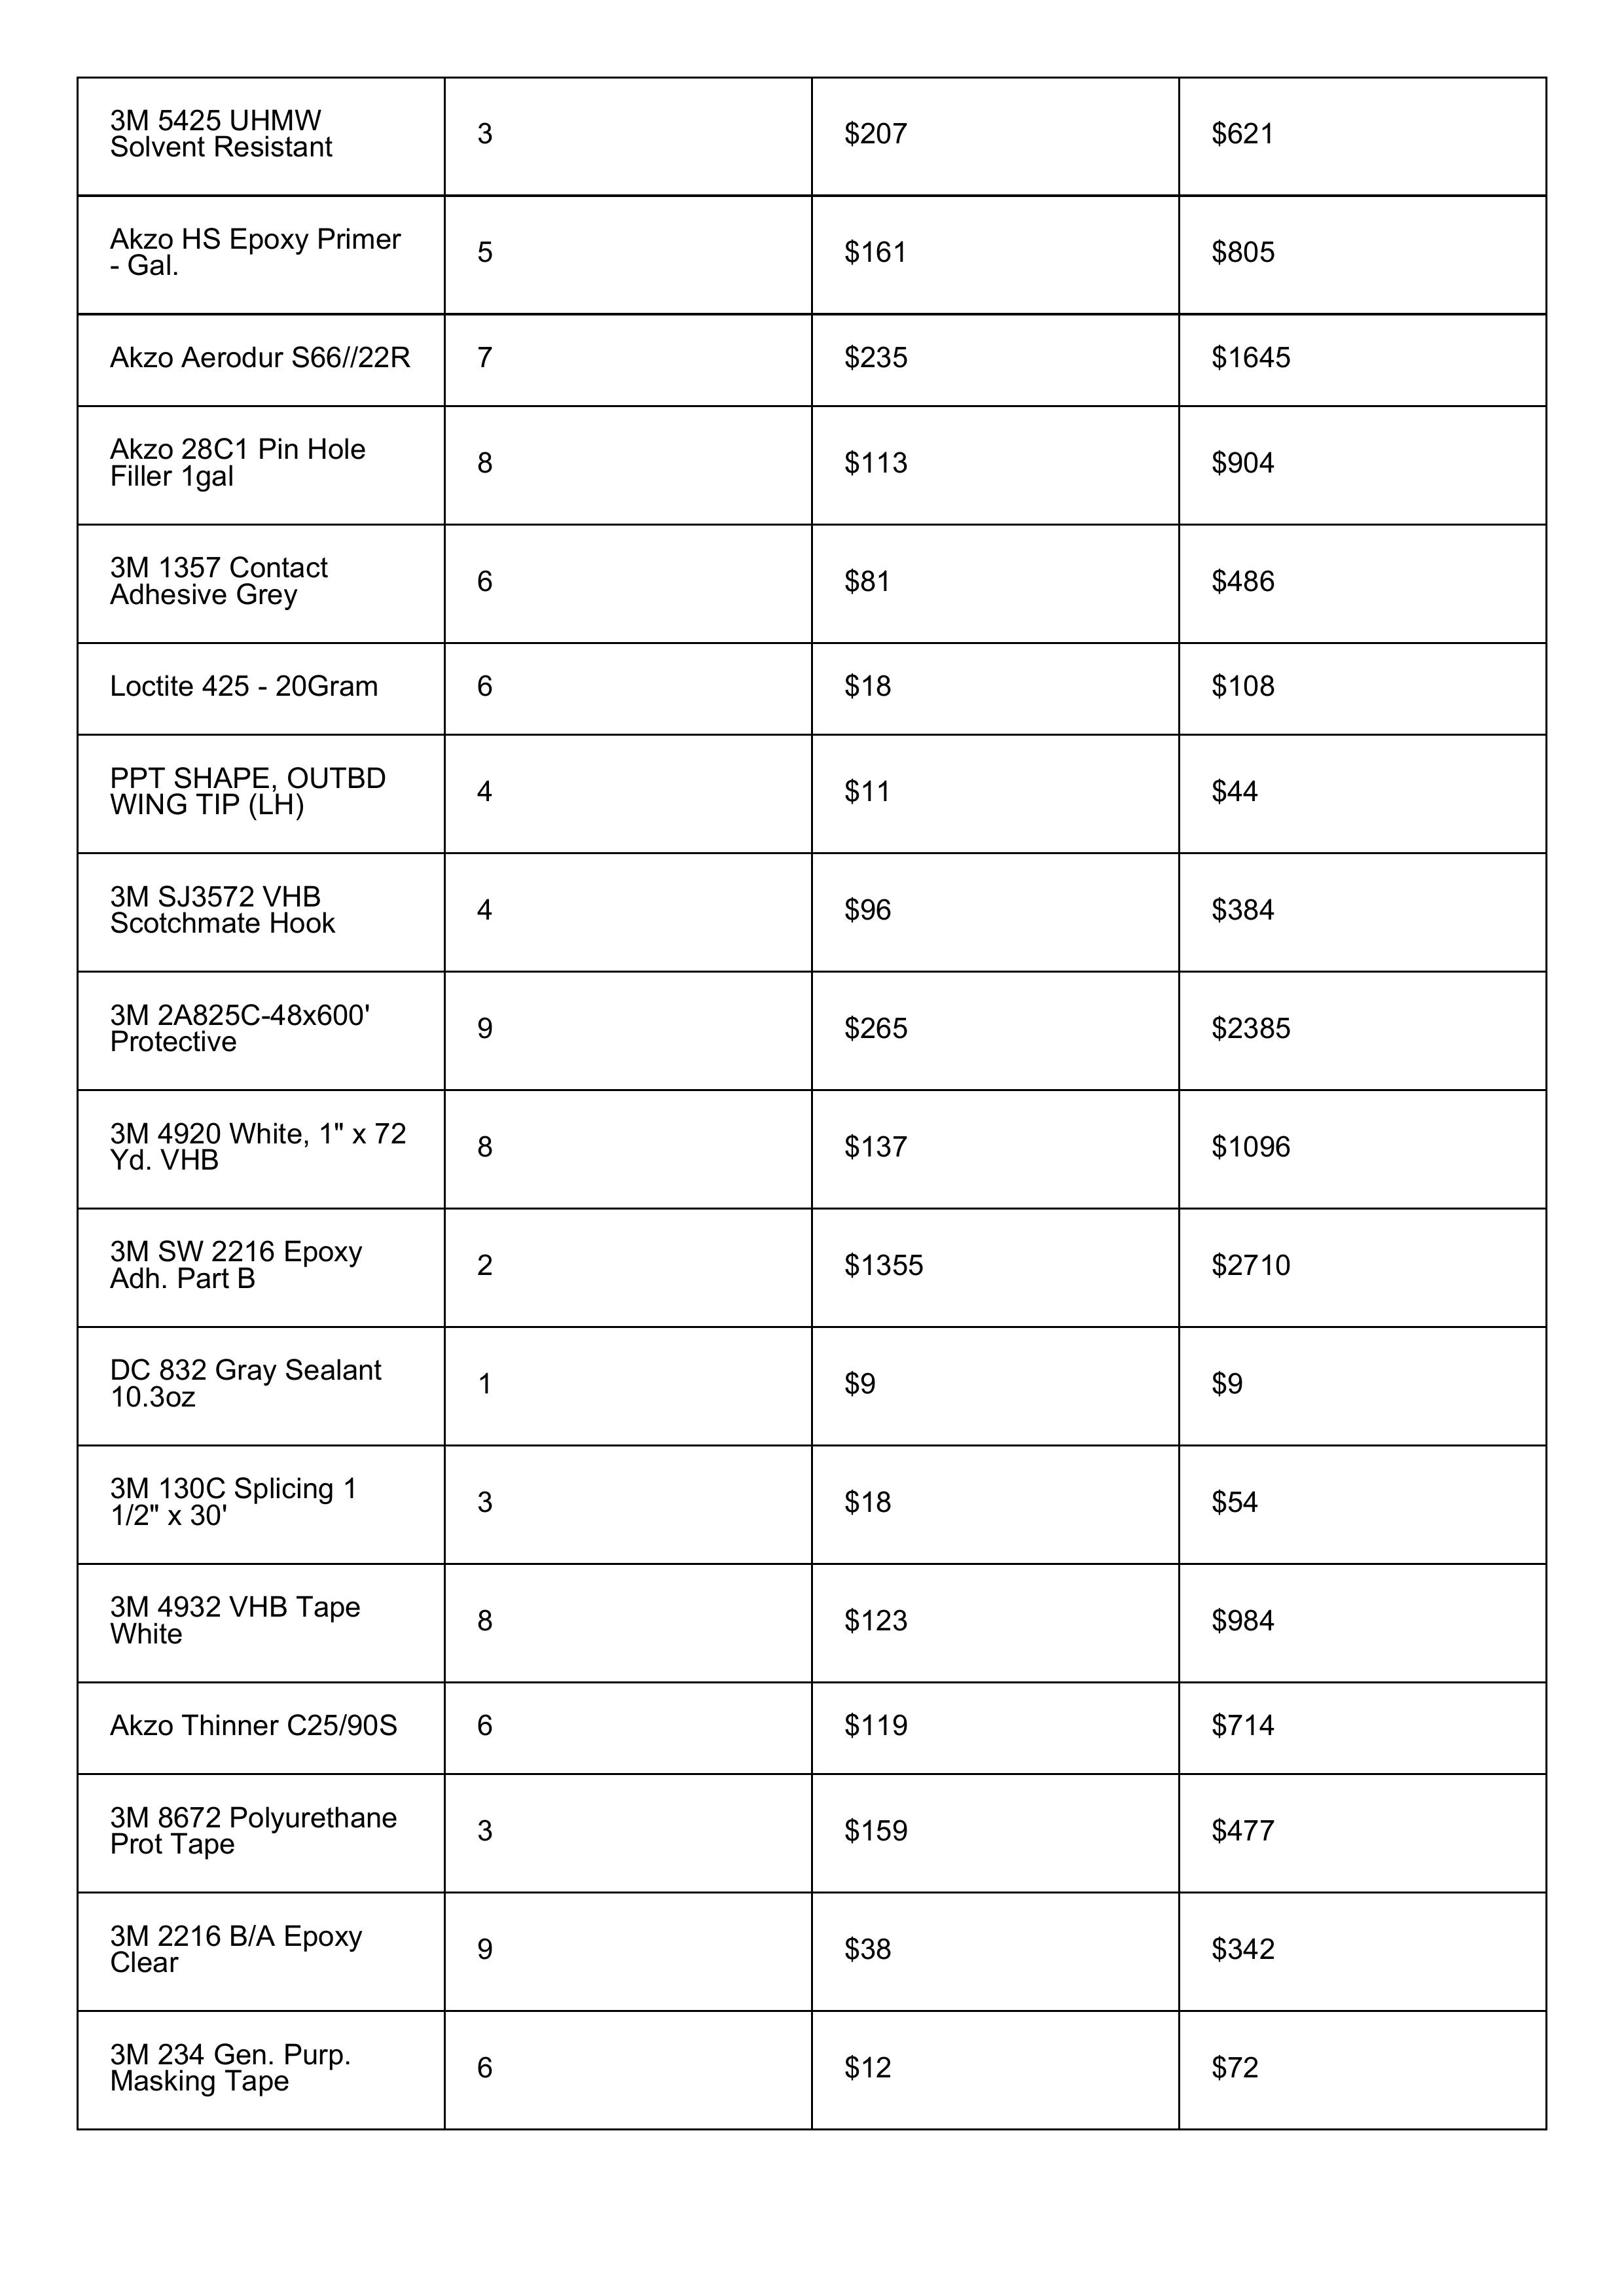 3M 5425 UHMW
Solvent Resistant
3
$207
$621
Akzo HS Epoxy Primer
- Gal.
5
$161
$805
Akzo Aerodur S66//22R
7
$235
$1645
Akzo 28C1 Pin Hole
Filler 1gal
8
$113
$904
3M 1357 Contact
Adhesive Grey
6
$81
$486
Loctite 425 - 20Gram
6
$18
$108
PPT SHAPE, OUTBD
WING TIP (LH)
4
$11
$44
3M SJ3572 VHB
Scotchmate Hook
4
$96
$384
3M 2A825C-48x600'
Protective
9
$265
$2385
3M 4920 White, 1" x 72
Yd. VHB
8
$137
$1096
3M SW 2216 Epoxy
Adh. Part B
2
$1355
$2710
DC 832 Gray Sealant
10.3oz
1
$9
$9
3M 130C Splicing 1
1/2" x 30'
3
$18
$54
3M 4932 VHB Tape
White
8
$123
$984
Akzo Thinner C25/90S
6
$119
$714
3M 8672 Polyurethane
Prot Tape
3
$159
$477
3M 2216 B/A Epoxy
Clear
9
$38
$342
3M 234 Gen. Purp.
Masking Tape
6
$12
$72